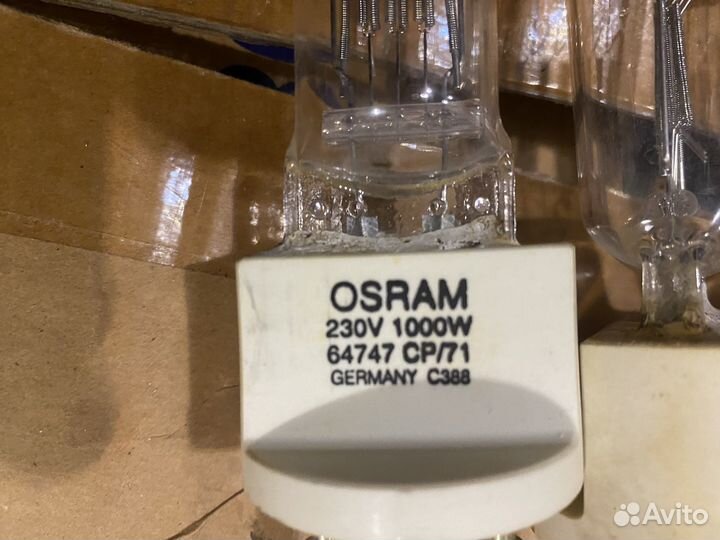 OSRAM
230V 1000W
64747 CP/71
GERMANY C388
Avito